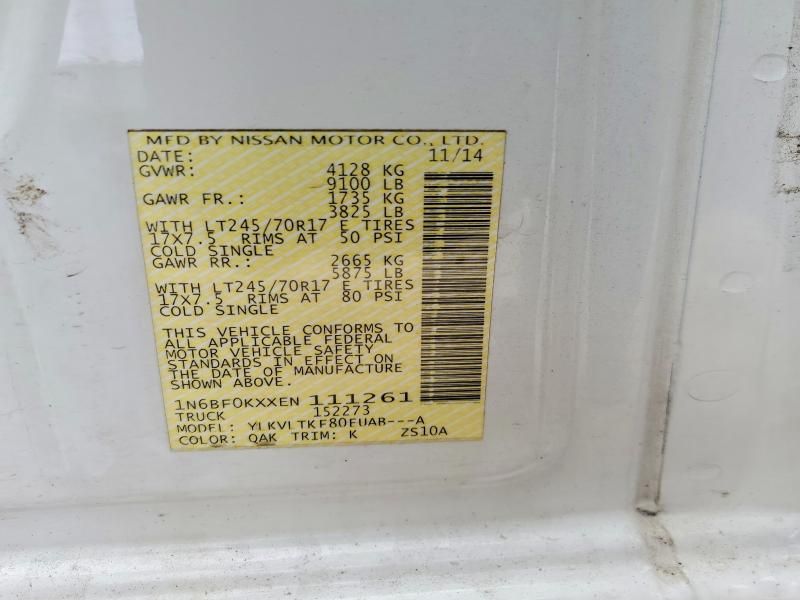 MFD BY NISSAN MOTOR CO., LTD.
DATE: 11/14
GVWR: 4128 KG
9100 LB
GAWR FR.: 1735 KG
3825 LB
WITH LT245/70R17 E TIRES
17X7.5 RIMS AT 50 PSI
COLD SINGLE
GAWR RR.: 2665 KG
5875 LB
WITH LT245/70R17 E TIRES
17X7.5 RIMS AT 80 PSI
COLD SINGLE
THIS VEHICLE CONFORMS TO
ALL APPLICABLE FEDERAL
MOTOR VEHICLE SAFETY
STANDARDS IN EFFECT ON
THE DATE OF MANUFACTURE
SHOWN ABOVE.
1N6BF0KXXEN 111261
TRUCK 152273
MODEL: YLKVLTKF80EUAB---A
COLOR: QAK TRIM: K ZS10A